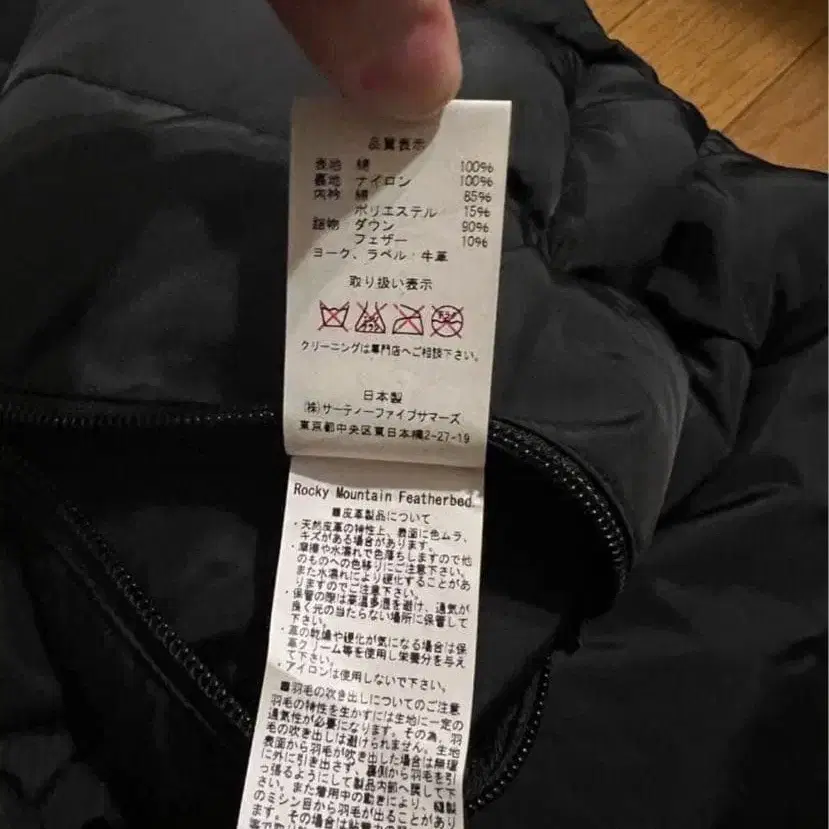 品質表示
表地 綿 100%
裏地 ナイロン 100%
内衿 綿 85%
ポリエステル 15%
詰物 ダウン 90%
フェザー 10%
ヨーク、ラベル:牛革
取り扱い表示
クリーニングは専門店へご相談下さい。
日本製
(株)サーティーファイブサマーズ
東京都中央区東日本橋2-27-19
Rocky Mountain Featherbed
■皮革製品について
・天然皮革の特性上、表面に色ムラ、
キズがある場合があります。
・摩擦や水濡れで色落ちしますので他
のものへの色移りにご注意下さい。
また水濡れにより硬化することがあ
りますのでご注意下さい。
・保管の際は高温多湿を避け、通気が
良く光の当たらない場所に保管して
下さい。
・革の乾燥や硬化が気になる場合は保
革クリーム等を使用し栄養分を与え
て下さい。
・アイロンは使用しないで下さい。
■羽毛の吹き出しについてのご注意
羽毛の特性を生かすには生地に一定の
通気性が必要になります。その為、羽
毛の吹き出しは避けられません。生地
表面から羽毛が吹き出した場合は無理
に外に引き出さず、裏側から羽毛を引
っ張るようにして製品内部へ戻して下
さい。また着用中の動きにより、縫製
のミシン目から羽毛が出ることがあり
ます。その場合は